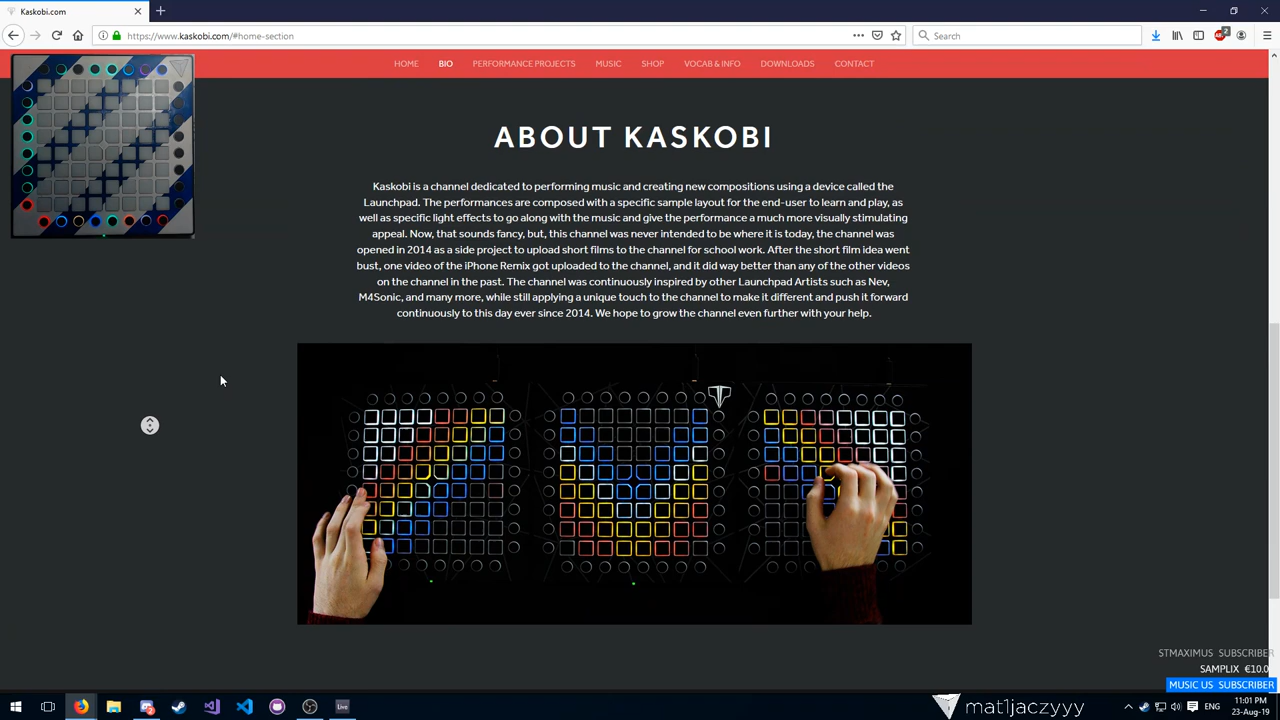 Kaskobi.com
https://www.kaskobi.com/#home-section
Search
2
HOME BIO PERFORMANCE PROJECTS MUSIC SHOP VOCAB & INFO DOWNLOADS CONTACT
ABOUT KASKOBI
Kaskobi is a channel dedicated to performing music and creating new compositions using a device called the
Launchpad. The performances are composed with a specific sample layout for the end-user to learn and play, as
well as specific light effects to go along with the music and give the performance a much more visually stimulating
appeal. Now, that sounds fancy, but, this channel was never intended to be where it is today, the channel was
opened in 2014 as a side project to upload short films to the channel for school work. After the short film idea went
bust, one video of the iPhone Remix got uploaded to the channel, and it did way better than any of the other videos
on the channel in the past. The channel was continuously inspired by other Launchpad Artists such as Nev,
M4Sonic, and many more, while still applying a unique touch to the channel to make it different and push it forward
continuously to this day ever since 2014. We hope to grow the channel even further with your help.
STMAXIMUS SUBSCRIBER
SAMPLIX €10.0
MUSIC US SUBSCRIBER
Live
mat1jaczyyy
ENG
11:01 PM
23-Aug-19